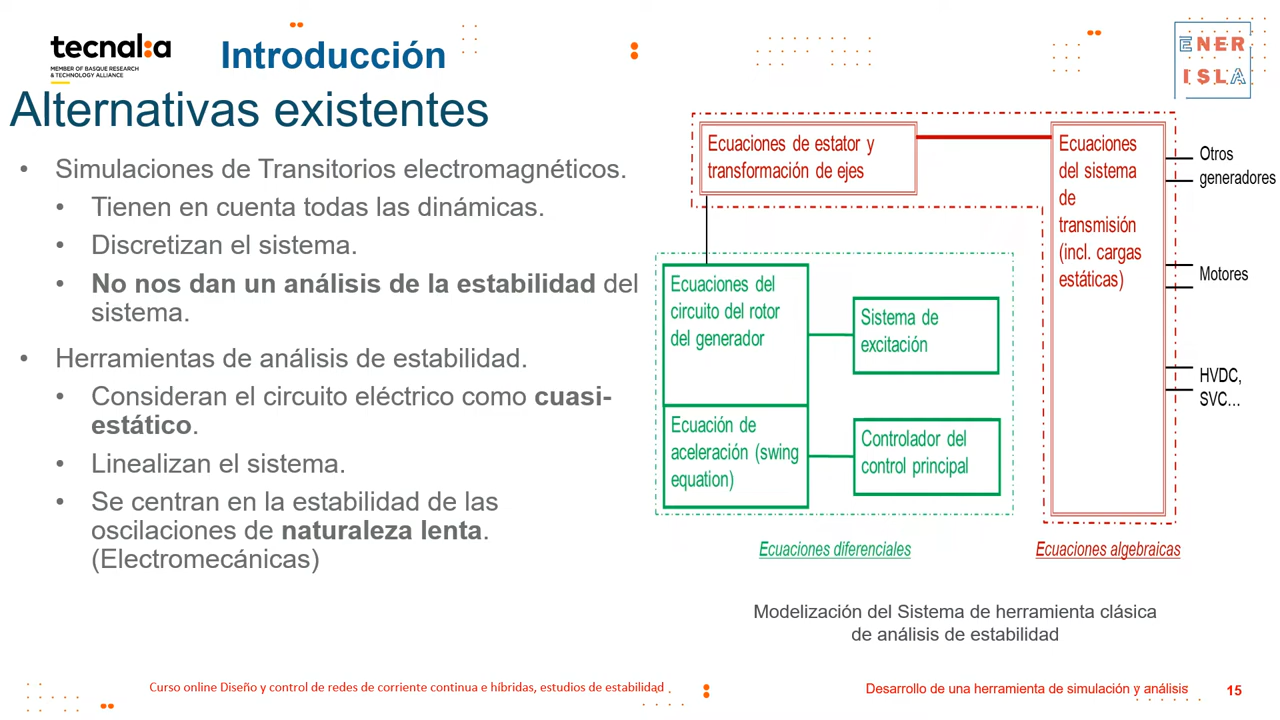 tecnalia
MEMBER OF BASQUE RESEARCH
& TECHNOLOGY ALLIANCE
Introducción
ENER
ISLA
Alternativas existentes
• Simulaciones de Transitorios electromagnéticos.
• Tienen en cuenta todas las dinámicas.
• Discretizan el sistema.
• No nos dan un análisis de la estabilidad del
sistema.
• Herramientas de análisis de estabilidad.
• Consideran el circuito eléctrico como cuasi-
estático.
• Linealizan el sistema.
• Se centran en la estabilidad de las
oscilaciones de naturaleza lenta.
(Electromecánicas)
Ecuaciones de estator y
transformación de ejes
Ecuaciones
del sistema
de
transmisión
(incl. cargas
estáticas)
Otros
generadores
Motores
HVDC,
SVC...
Ecuaciones del
circuito del rotor
del generador
Sistema de
excitación
Ecuación de
aceleración (swing
equation)
Controlador del
control principal
Ecuaciones diferenciales
Ecuaciones algebraicas
Modelización del Sistema de herramienta clásica
de análisis de estabilidad
Curso online Diseño y control de redes de corriente continua e híbridas, estudios de estabilidad
Desarrollo de una herramienta de simulación y análisis
15